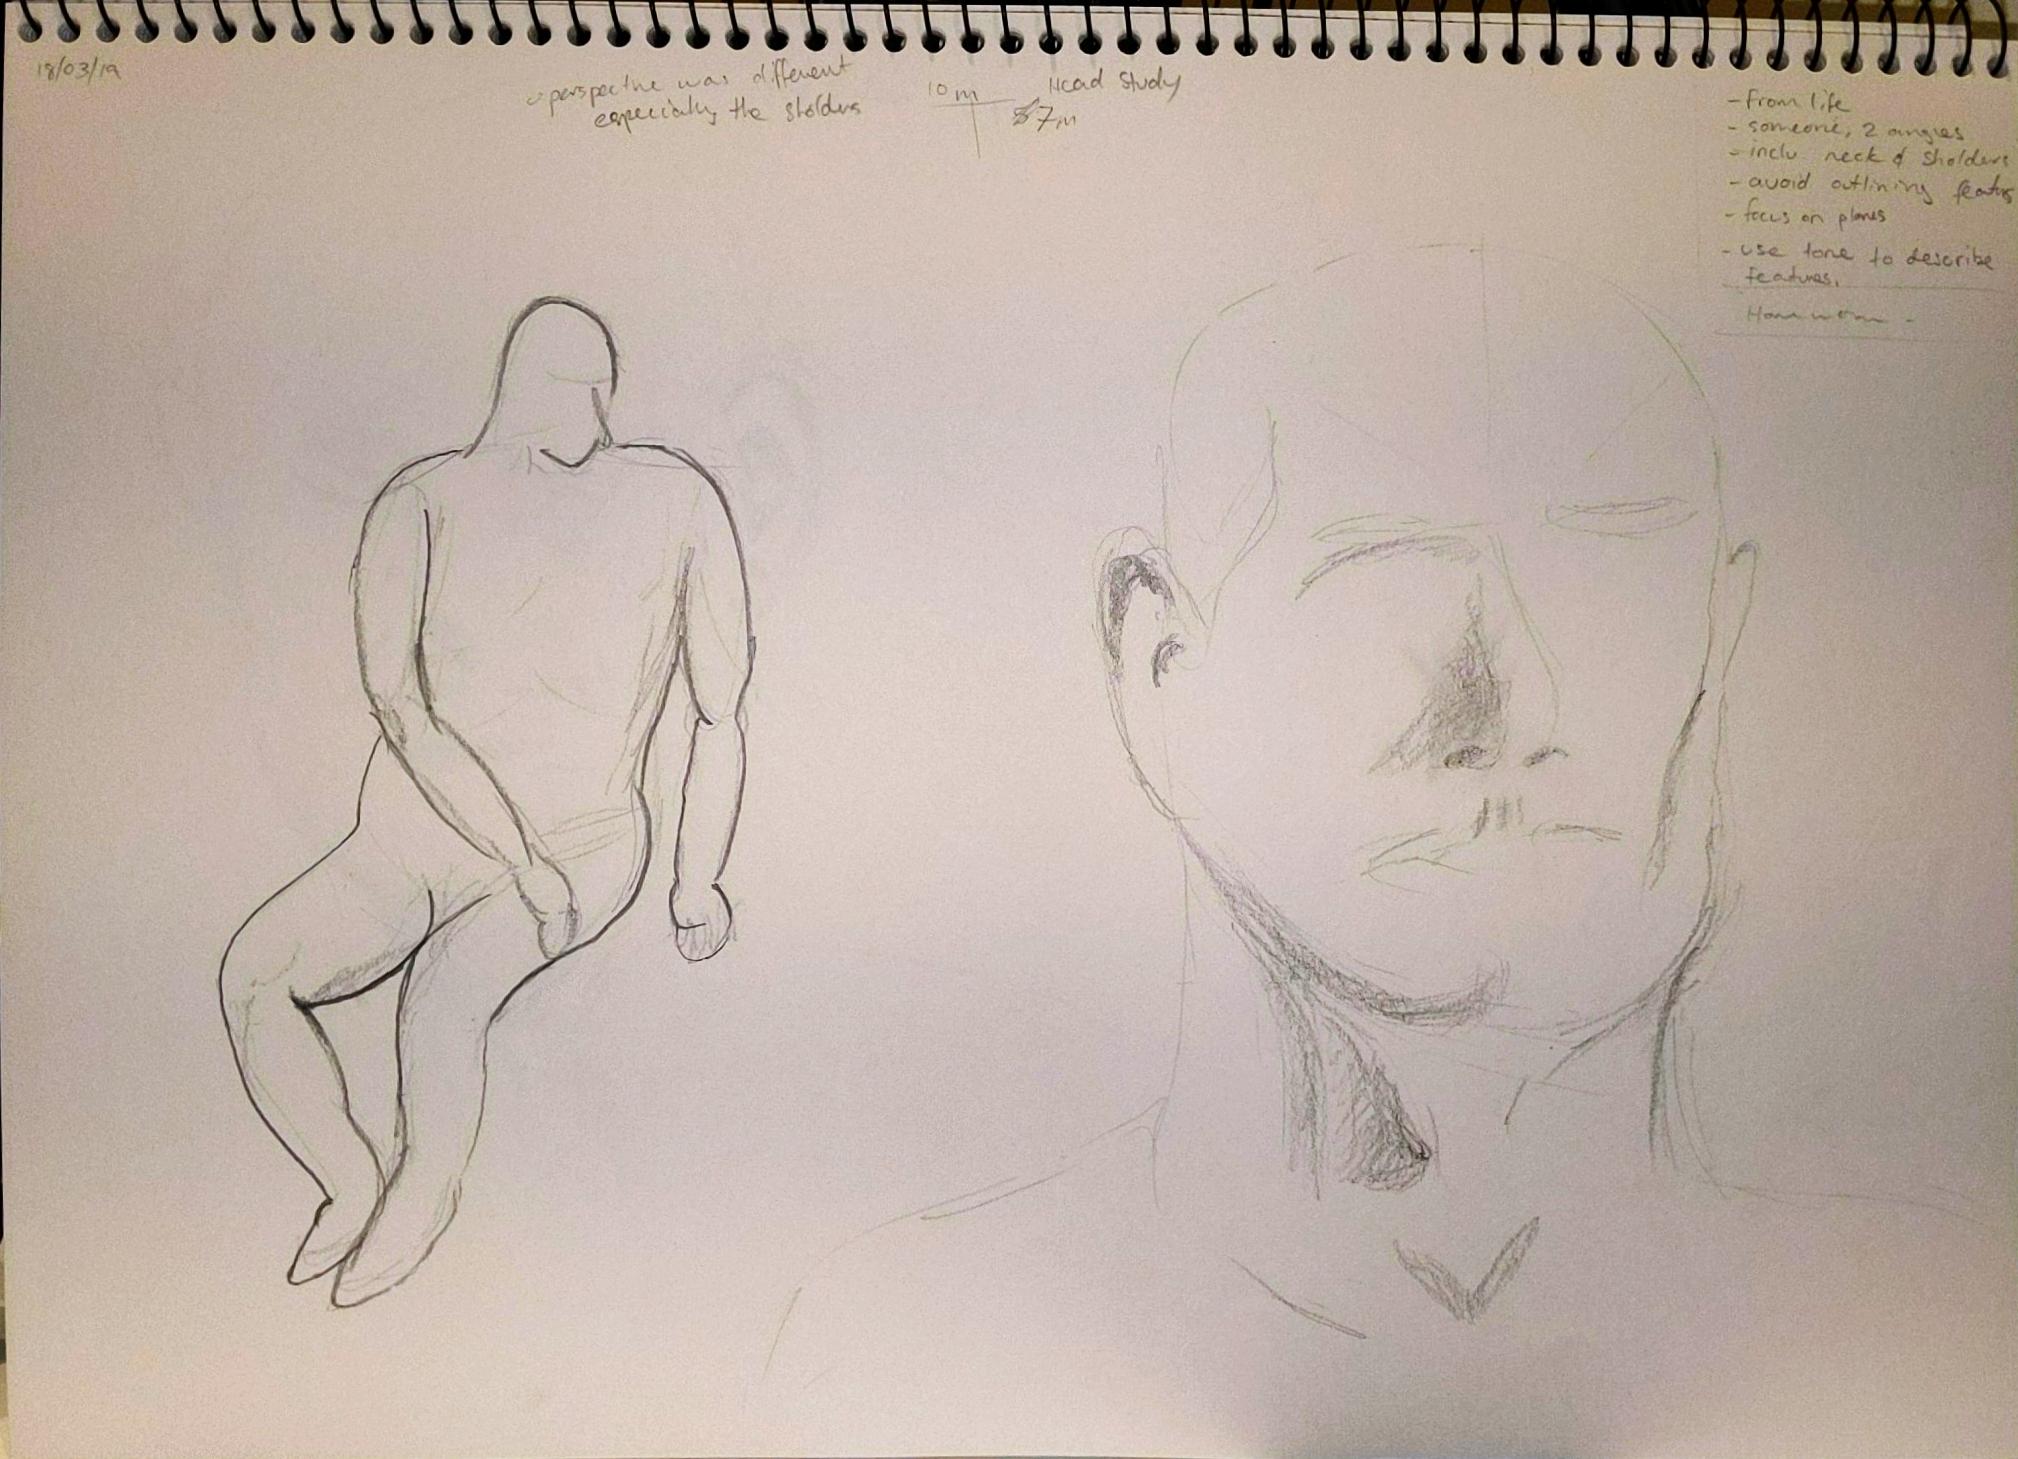 18/03/19
perspective was different
especially the sholders
10m
7m
Head Study
- from life
- someone, 2 angles
- inclu. neck & sholders
- avoid outlining featurs
- focus on planes
- use tone to describe
features.